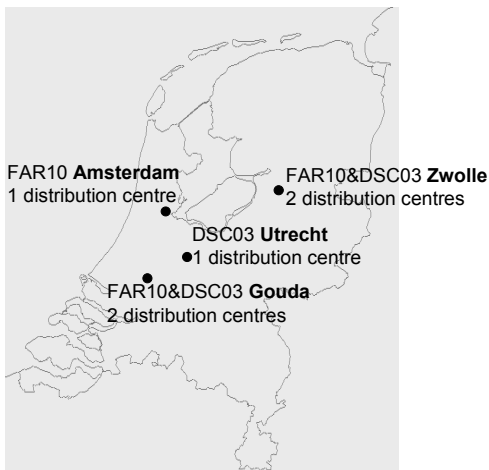 FAR10 Amsterdam
1 distribution centre
FAR10&DSC03 Zwolle
2 distribution centres
DSC03 Utrecht
1 distribution centre
FAR10&DSC03 Gouda
2 distribution centres